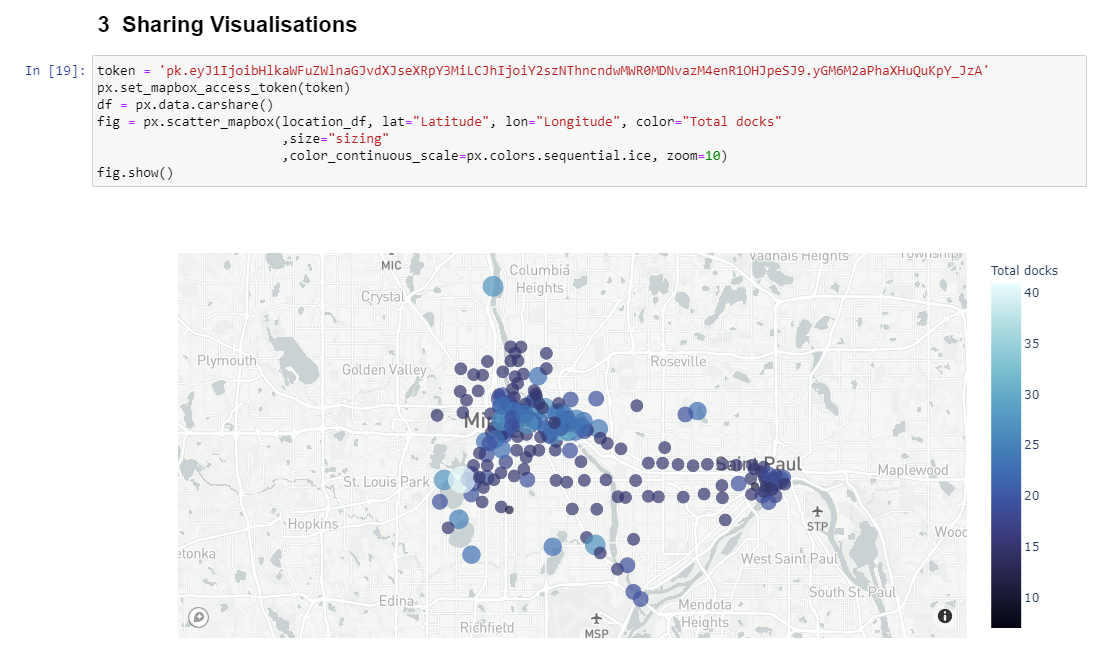 3 Sharing Visualisations
In [19]:
token = 'pk.eyJ1IjoibHlkaWFuZWlnaGJvdXJseXRpY3MiLCJhIjoiY2szNThncndwMWR0MDNvazM4enR1OHJpeSJ9.yGM6M2aPhaXHuQuKpY_JzA'
px.set_mapbox_access_token(token)
df = px.data.carshare()
fig = px.scatter_mapbox(location_df, lat="Latitude", lon="Longitude", color="Total docks"
,size="sizing"
,color_continuous_scale=px.colors.sequential.ice, zoom=10)
fig.show()
MIC
Columbia
Heights
Vadnais Heights
Township
Crystal
Plymouth
Golden Valley
Roseville
Min
Saint Paul
Maplewood
St. Louis Park
Hopkins
STP
Wood
etonka
West Saint Paul
South St. Paul
Edina
Mendota
Heights
Richfield
MSP
Total docks
40
35
30
25
20
15
10